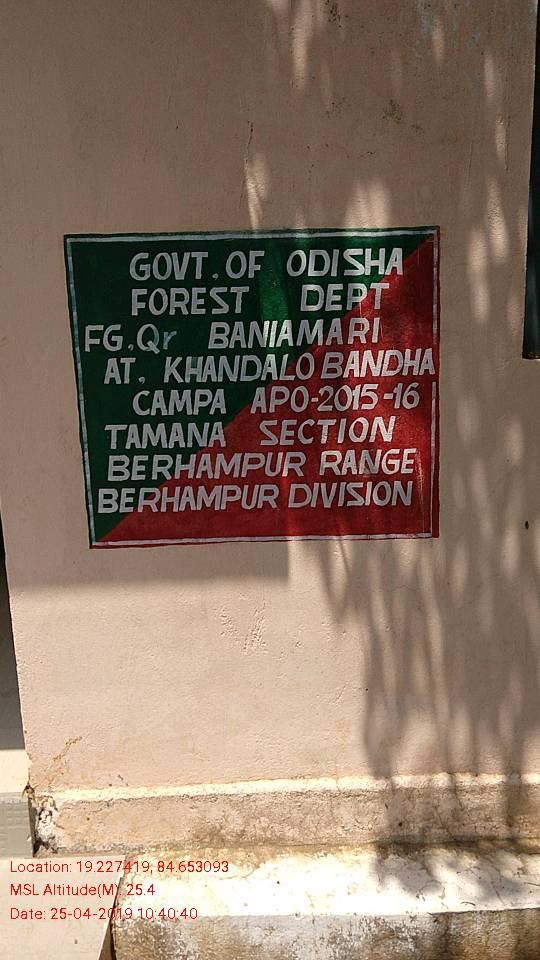 GOVT. OF ODISHA
FOREST DEPT
FG. Qr BANIAMARI
AT. KHANDALO BANDHA
CAMPA APO-2015-16
TAMANA SECTION
BERHAMPUR RANGE
BERHAMPUR DIVISION
Location: 19.227419, 84.653093
MSL Altitude(M): 25.4
Date: 25-04-2019 10:40:40